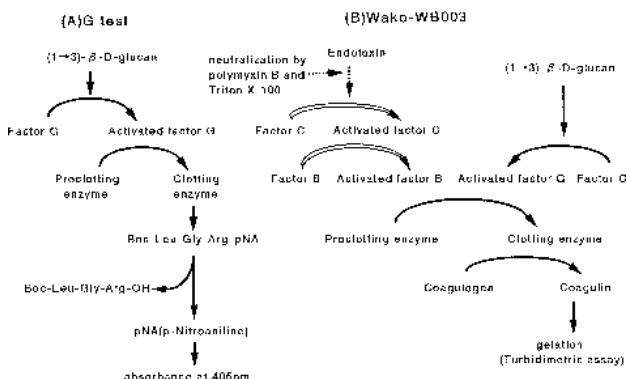 (A)G test
(1→3)-β-D-glucan
Factor G
Activated factor G
Proclotting
enzyme
Clotting
enzyme
Boc-Leu-Gly-Arg-pNA
Boc-Leu-Gly-Arg-OH
pNA(p-Nitroaniline)
absorbance at 405nm
(B)Wako-WB003
Endotoxin
neutralization by
polymyxin B and
Triton X 100
(1→3) β-D-glucan
Factor C
Activated factor C
Factor B
Activated factor B
Activated factor G
Factor G
Proclotting enzyme
Clotting enzyme
Coagulogen
Coagulin
gelation
(Turbidimetric assay)